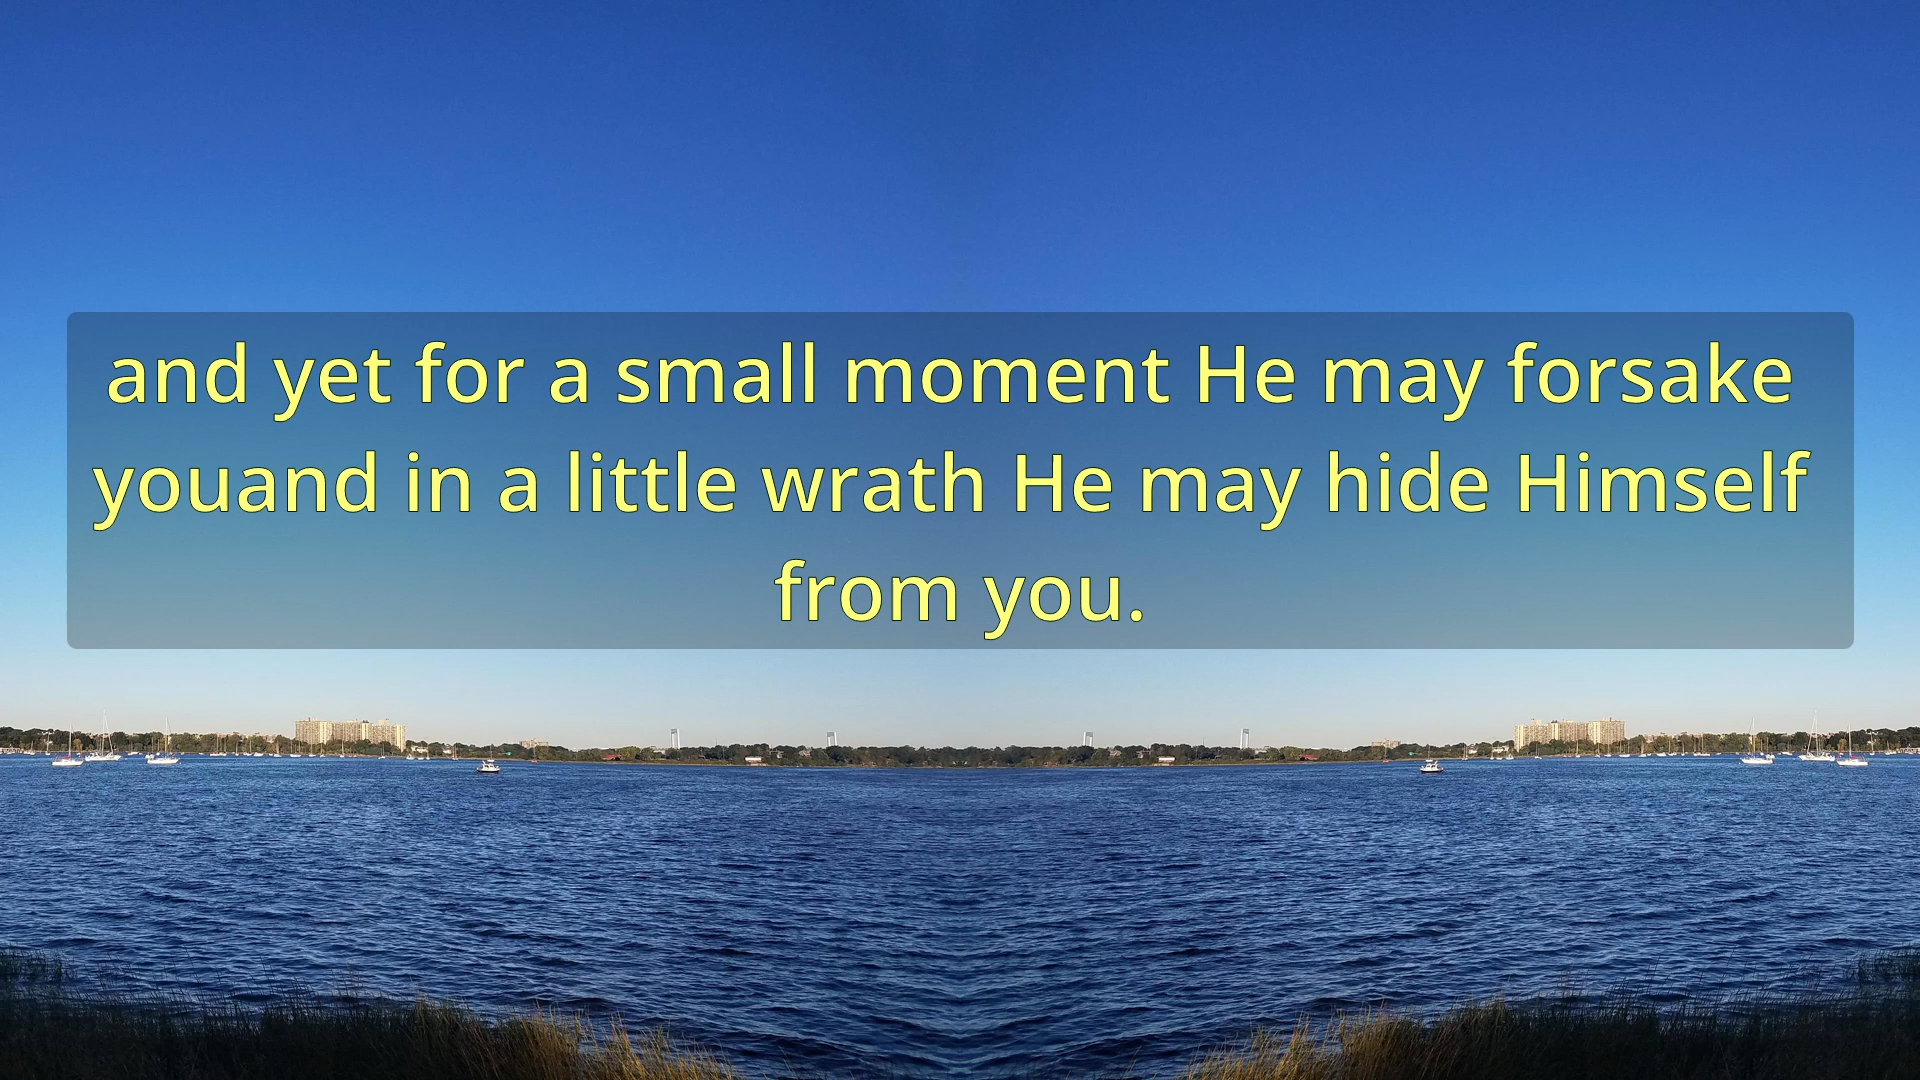 and yet for a small moment He may forsake
youand in a little wrath He may hide Himself
from you.